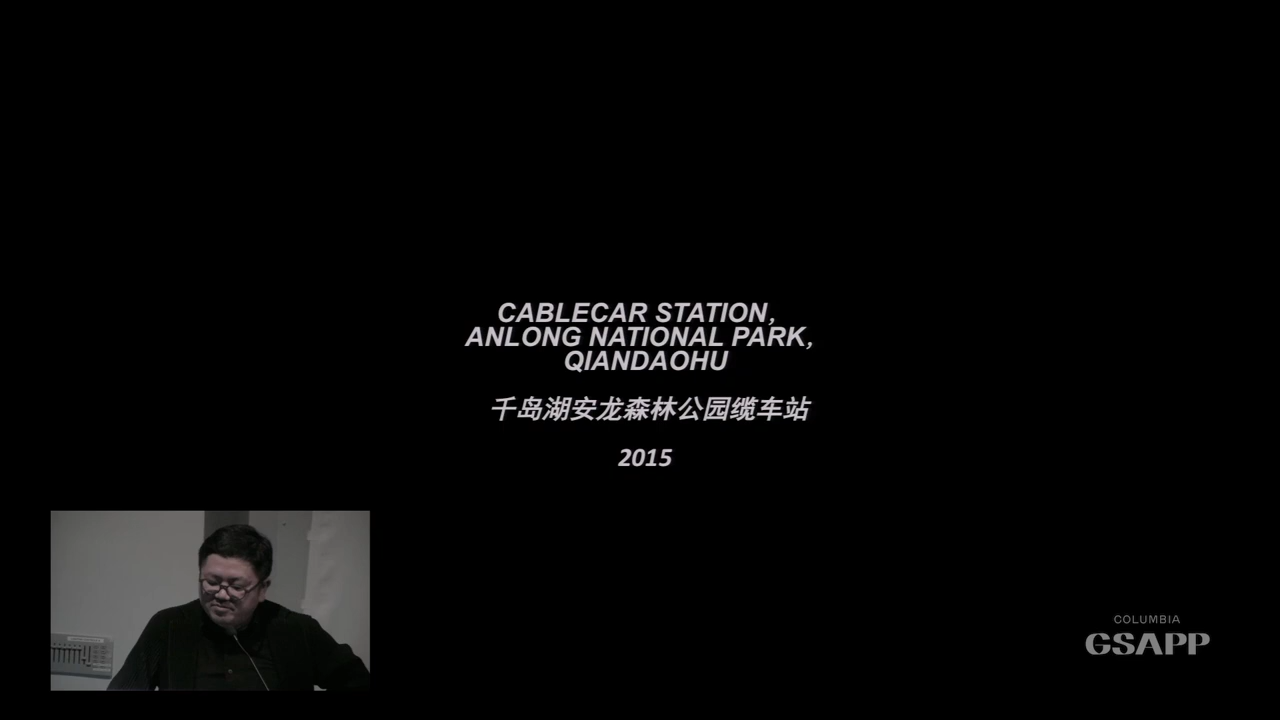 CABLECAR STATION,
ANLONG NATIONAL PARK,
QIANDAOHU
千岛湖安龙森林公园缆车站
2015
COLUMBIA
GSAPP